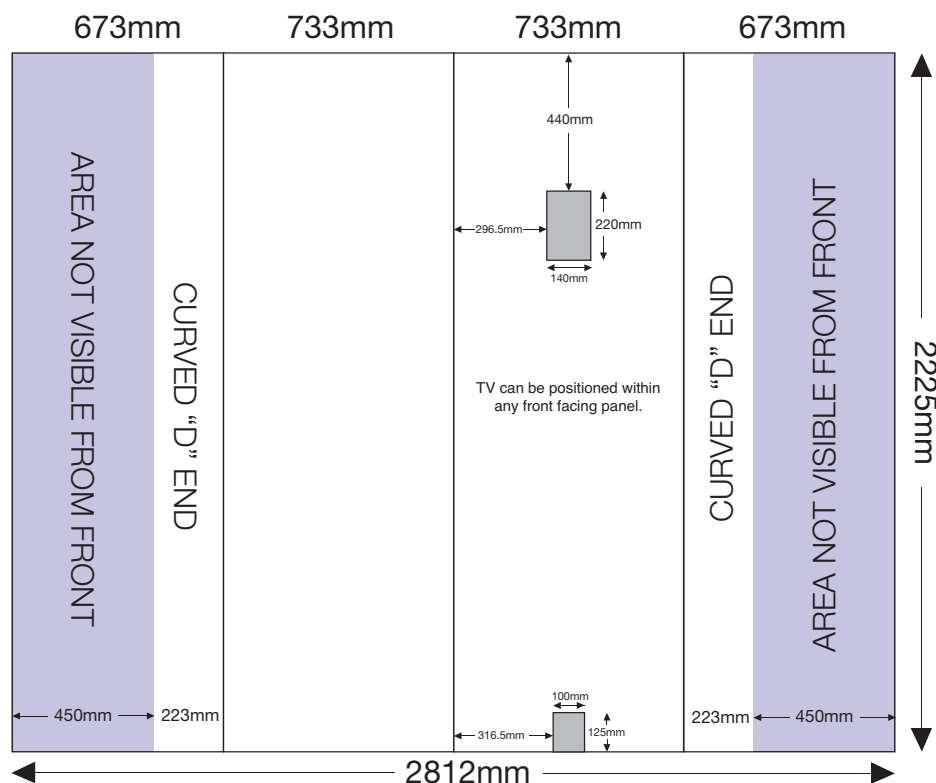 673mm
733mm
733mm
673mm
440mm
296.5mm
220mm
140mm
AREA NOT VISIBLE FROM FRONT
CURVED “D” END
TV can be positioned within
any front facing panel.
CURVED “D” END
AREA NOT VISIBLE FROM FRONT
2225mm
450mm
223mm
316.5mm
100mm
125mm
223mm
450mm
2812mm